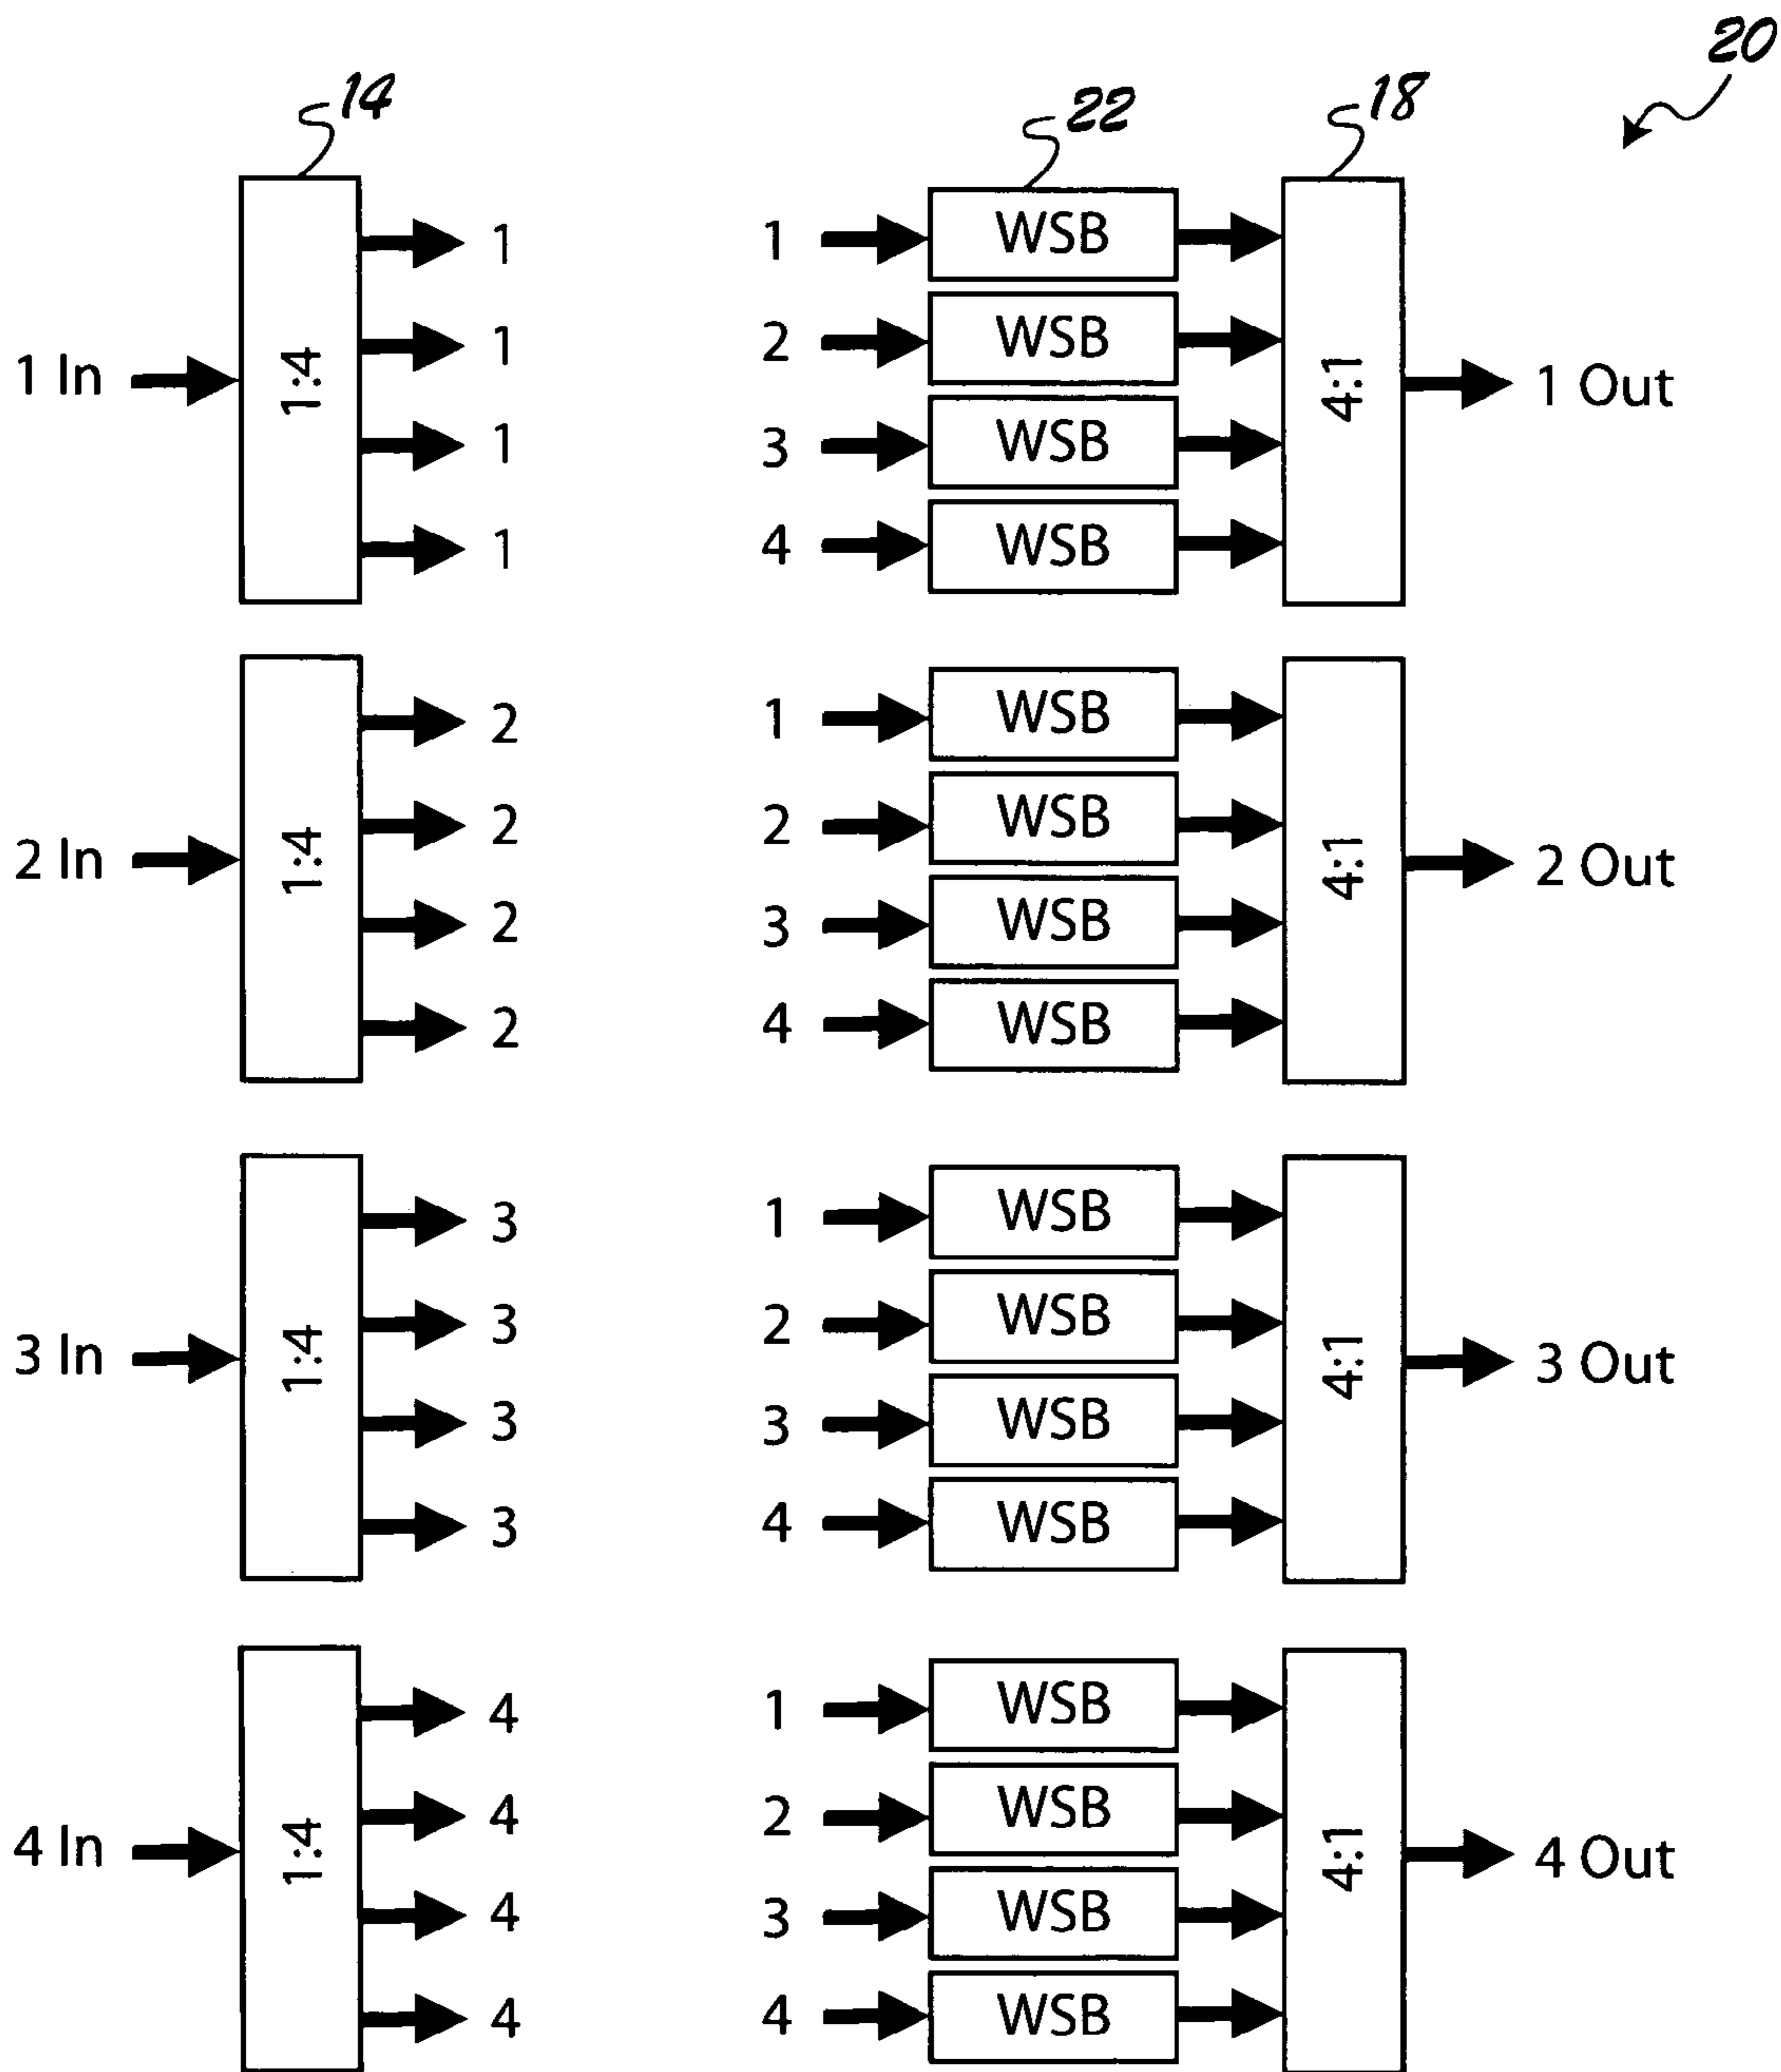 20
14 22 18
1 In 1:4 1 1 1 1 1 WSB 2 WSB 3 WSB 4 WSB 4:1 1 Out
2 In 1:4 2 2 2 2 1 WSB 2 WSB 3 WSB 4 WSB 4:1 2 Out
3 In 1:4 3 3 3 3 1 WSB 2 WSB 3 WSB 4 WSB 4:1 3 Out
4 In 1:4 4 4 4 4 1 WSB 2 WSB 3 WSB 4 WSB 4:1 4 Out